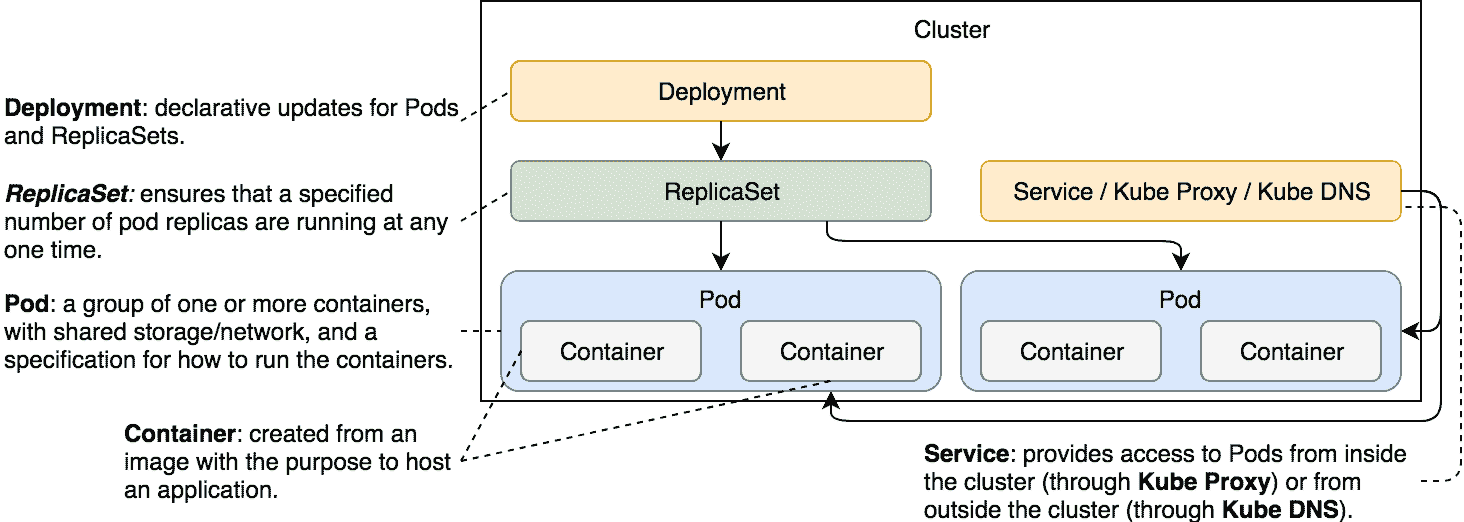 Cluster
Deployment
Deployment: declarative updates for Pods
and ReplicaSets.
ReplicaSet
Service / Kube Proxy / Kube DNS
ReplicaSet: ensures that a specified
number of pod replicas are running at any
one time.
Pod
Pod
Pod: a group of one or more containers,
with shared storage/network, and a
specification for how to run the containers.
Container
Container
Container
Container
Container: created from an
image with the purpose to host
an application.
Service: provides access to Pods from inside
the cluster (through Kube Proxy) or from
outside the cluster (through Kube DNS).